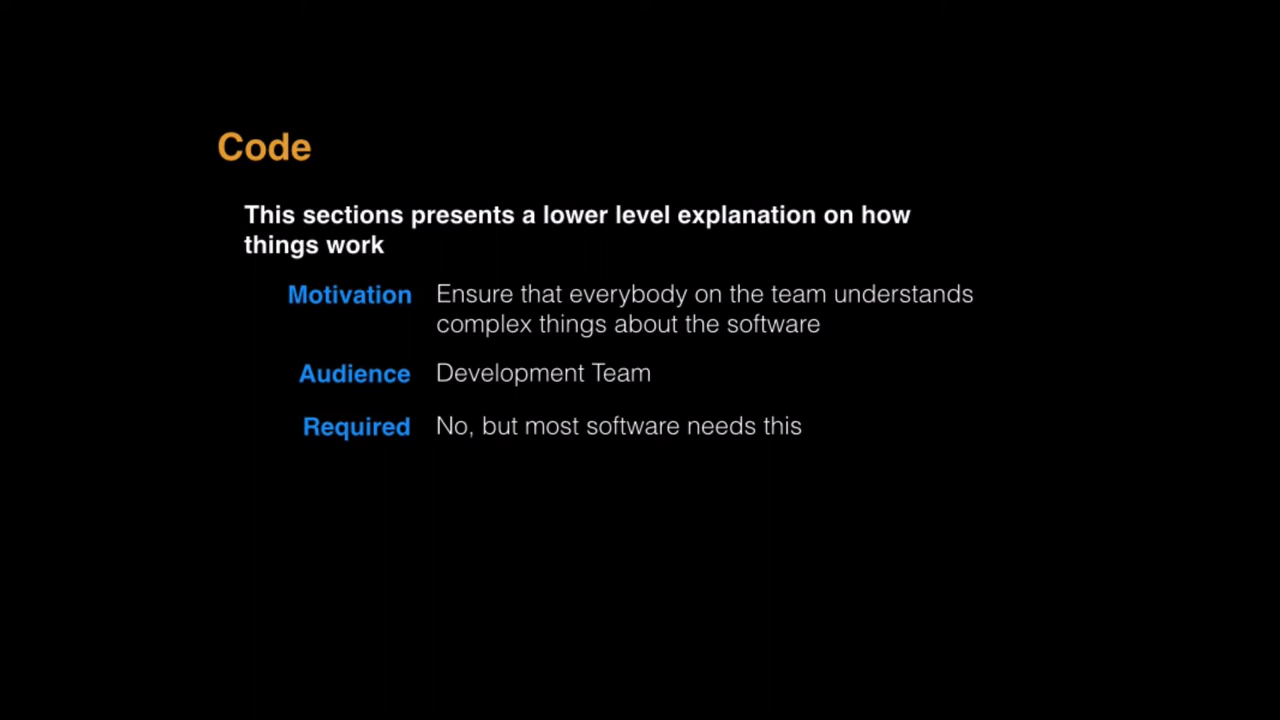 Code
This sections presents a lower level explanation on how
things work
Motivation Ensure that everybody on the team understands
complex things about the software
Audience Development Team
Required No, but most software needs this